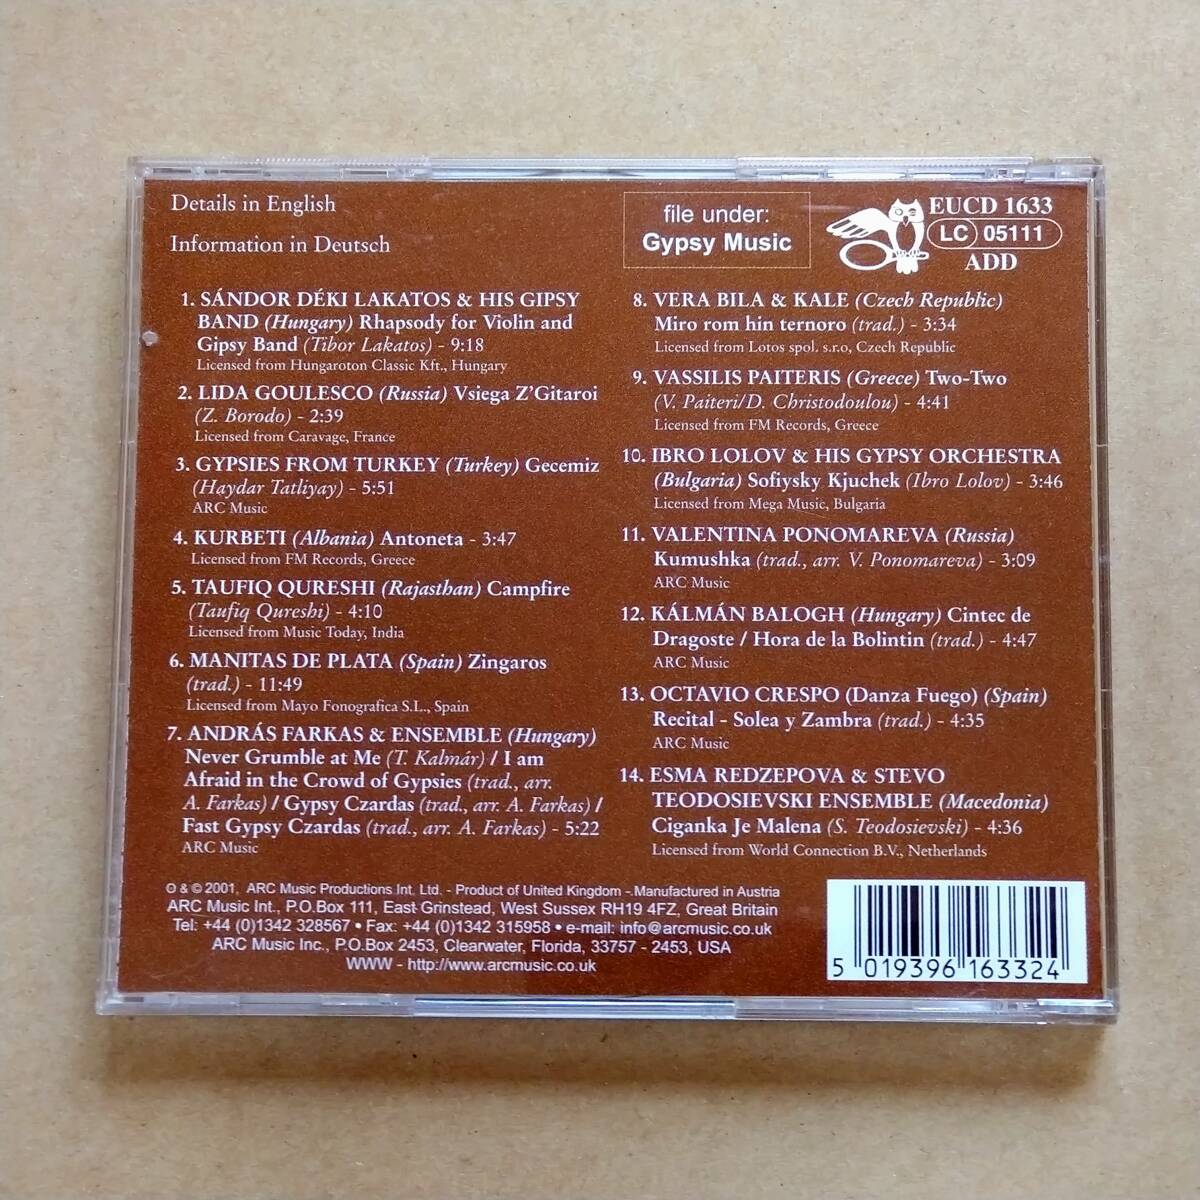 Details in English
Information in Deutsch
file under:
Gypsy Music
EUCD 1633
LC 05111
ADD
1. SÁNDOR DÉKI LAKATOS & HIS GIPSY
BAND (Hungary) Rhapsody for Violin and
Gipsy Band (Tibor Lakatos) - 9:18
Licensed from Hungaroton Classic Kft., Hungary
2. LIDA GOULESCO (Russia) Vsiega Z'Gitaroi
(Z. Borodo) - 2:39
Licensed from Caravage, France
3. GYPSIES FROM TURKEY (Turkey) Gecemiz
(Haydar Tatliyay) - 5:51
ARC Music
4. KURBETI (Albania) Antoneta - 3:47
Licensed from FM Records, Greece
5. TAUFIQ QURESHI (Rajasthan) Campfire
(Taufiq Qureshi) - 4:10
Licensed from Music Today, India
6. MANITAS DE PLATA (Spain) Zingaros
(trad.) - 11:49
Licensed from Mayo Fonografica S.L., Spain
7. ANDRÁS FARKAS & ENSEMBLE (Hungary)
Never Grumble at Me (T. Kalmár) / I am
Afraid in the Crowd of Gypsies (trad., arr.
A. Farkas) / Gypsy Czardas (trad., arr. A. Farkas) /
Fast Gypsy Czardas (trad., arr. A. Farkas) - 5:22
ARC Music
8. VERA BILA & KALE (Czech Republic)
Miro rom hin ternoro (trad.) - 3:34
Licensed from Lotos spol. s.r.o, Czech Republic
9. VASSILIS PAITERIS (Greece) Two-Two
(V. Paiteri/D. Christodoulou) - 4:41
Licensed from FM Records, Greece
10. IBRO LOLOV & HIS GYPSY ORCHESTRA
(Bulgaria) Sofiysky Kjuchek (Ibro Lolov) - 3:46
Licensed from Mega Music, Bulgaria
11. VALENTINA PONOMAREVA (Russia)
Kumushka (trad., arr. V. Ponomareva) - 3:09
ARC Music
12. KÁLMÁN BALOGH (Hungary) Cintec de
Dragoste / Hora de la Bolintin (trad.) - 4:47
ARC Music
13. OCTAVIO CRESPO (Danza Fuego) (Spain)
Recital - Solea y Zambra (trad.) - 4:35
ARC Music
14. ESMA REDZEPOVA & STEVO
TEODOSIEVSKI ENSEMBLE (Macedonia)
Ciganka Je Malena (S. Teodosievski) - 4:36
Licensed from World Connection B.V., Netherlands
℗ & © 2001, ARC Music Productions Int. Ltd. - Product of United Kingdom - Manufactured in Austria
ARC Music Int., P.O.Box 111, East Grinstead, West Sussex RH19 4FZ, Great Britain
Tel: +44 (0)1342 328567 • Fax: +44 (0)1342 315958 • e-mail: info@arcmusic.co.uk
ARC Music Inc., P.O.Box 2453, Clearwater, Florida, 33757 - 2453, USA
WWW - http://www.arcmusic.co.uk
5 019396 163324